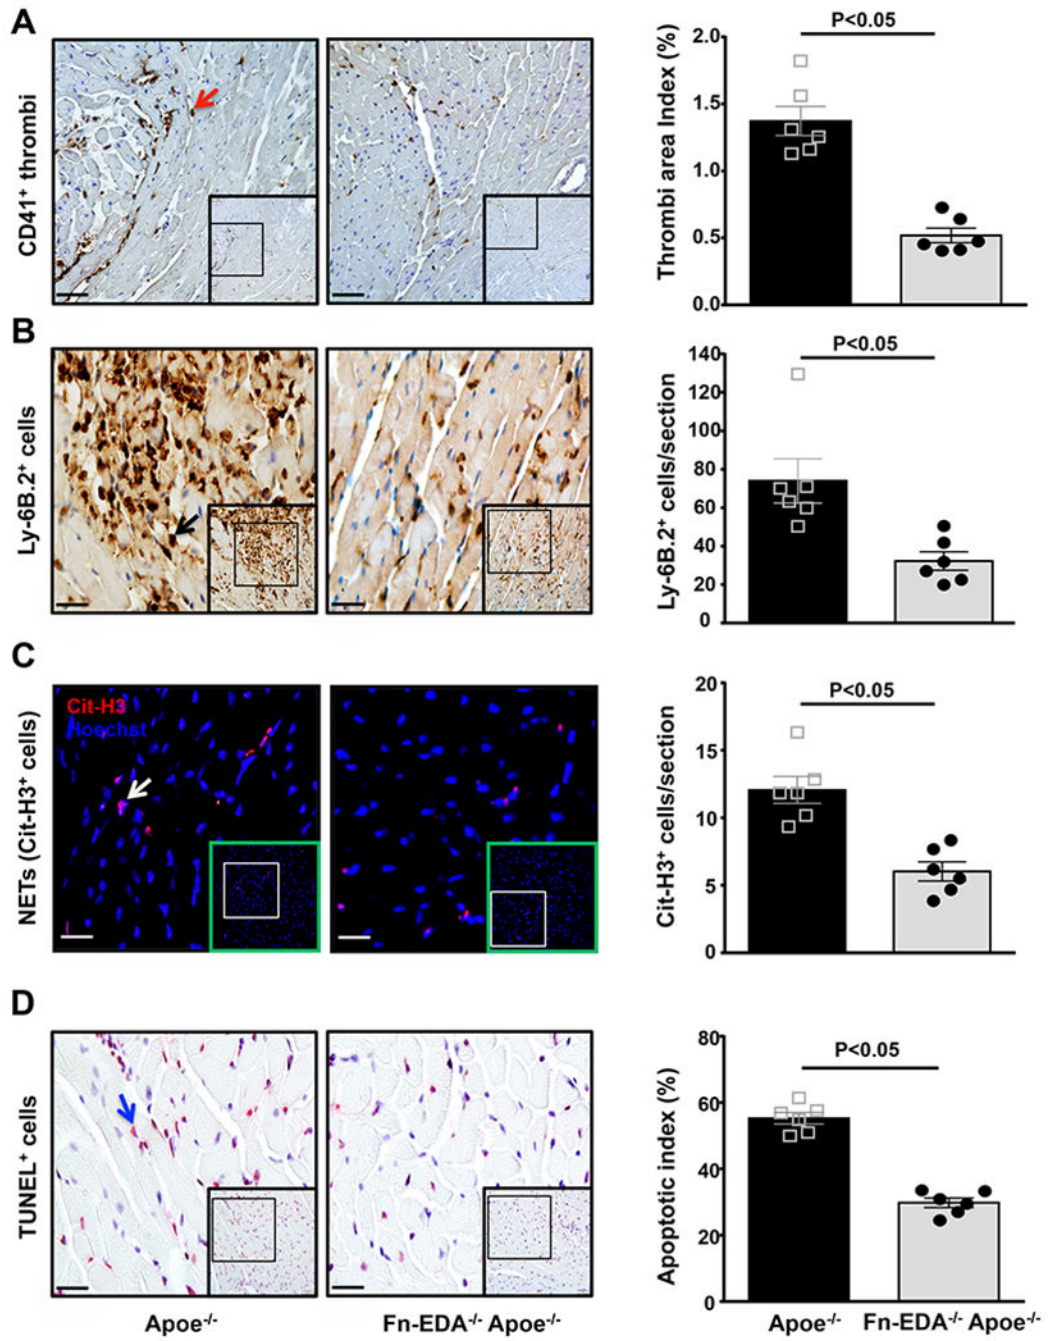 A
CD41⁺ thrombi
Thrombi area Index (%)
P<0.05
2.0
1.5
1.0
0.5
0.0
B
Ly-6B.2⁺ cells
Ly-6B.2⁺ cells/section
P<0.05
140
120
100
80
60
40
20
0
C
NETs (Cit-H3⁺ cells)
Cit-H3
Hoechst
Cit-H3⁺ cells/section
P<0.05
20
15
10
5
0
D
TUNEL⁺ cells
Apoptotic index (%)
P<0.05
80
60
40
20
0
Apoe⁻/⁻
Fn-EDA⁻/⁻ Apoe⁻/⁻
Apoe⁻/⁻
Fn-EDA⁻/⁻ Apoe⁻/⁻